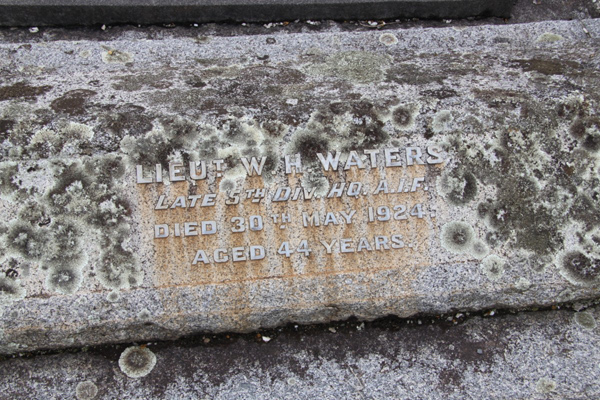 LIEUT. W. H. WATERS,
LATE 5TH DIV. HQ. A.I.F.
DIED 30TH MAY 1924,
AGED 44 YEARS.